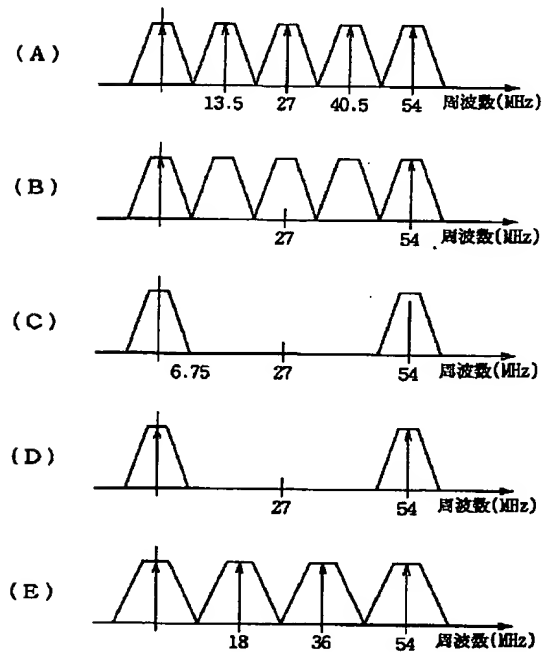 (A)
13.5 27 40.5 54 周波数(MHz)
(B)
27 54 周波数(MHz)
(C)
6.75 27 54 周波数(MHz)
(D)
27 54 周波数(MHz)
(E)
18 36 54 周波数(MHz)